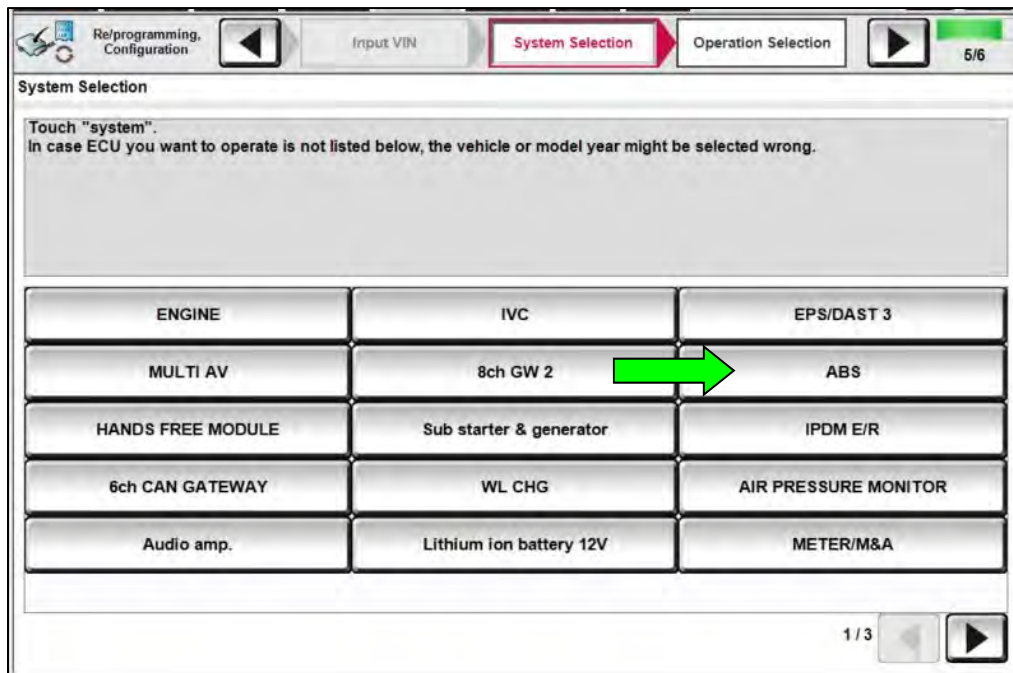 Re/programming,
Configuration
Input VIN
System Selection
Operation Selection
5/6
System Selection
Touch "system".
In case ECU you want to operate is not listed below, the vehicle or model year might be selected wrong.
ENGINE
IVC
EPS/DAST 3
MULTI AV
8ch GW 2
ABS
HANDS FREE MODULE
Sub starter & generator
IPDM E/R
6ch CAN GATEWAY
WL CHG
AIR PRESSURE MONITOR
Audio amp.
Lithium ion battery 12V
METER/M&A
1 / 3